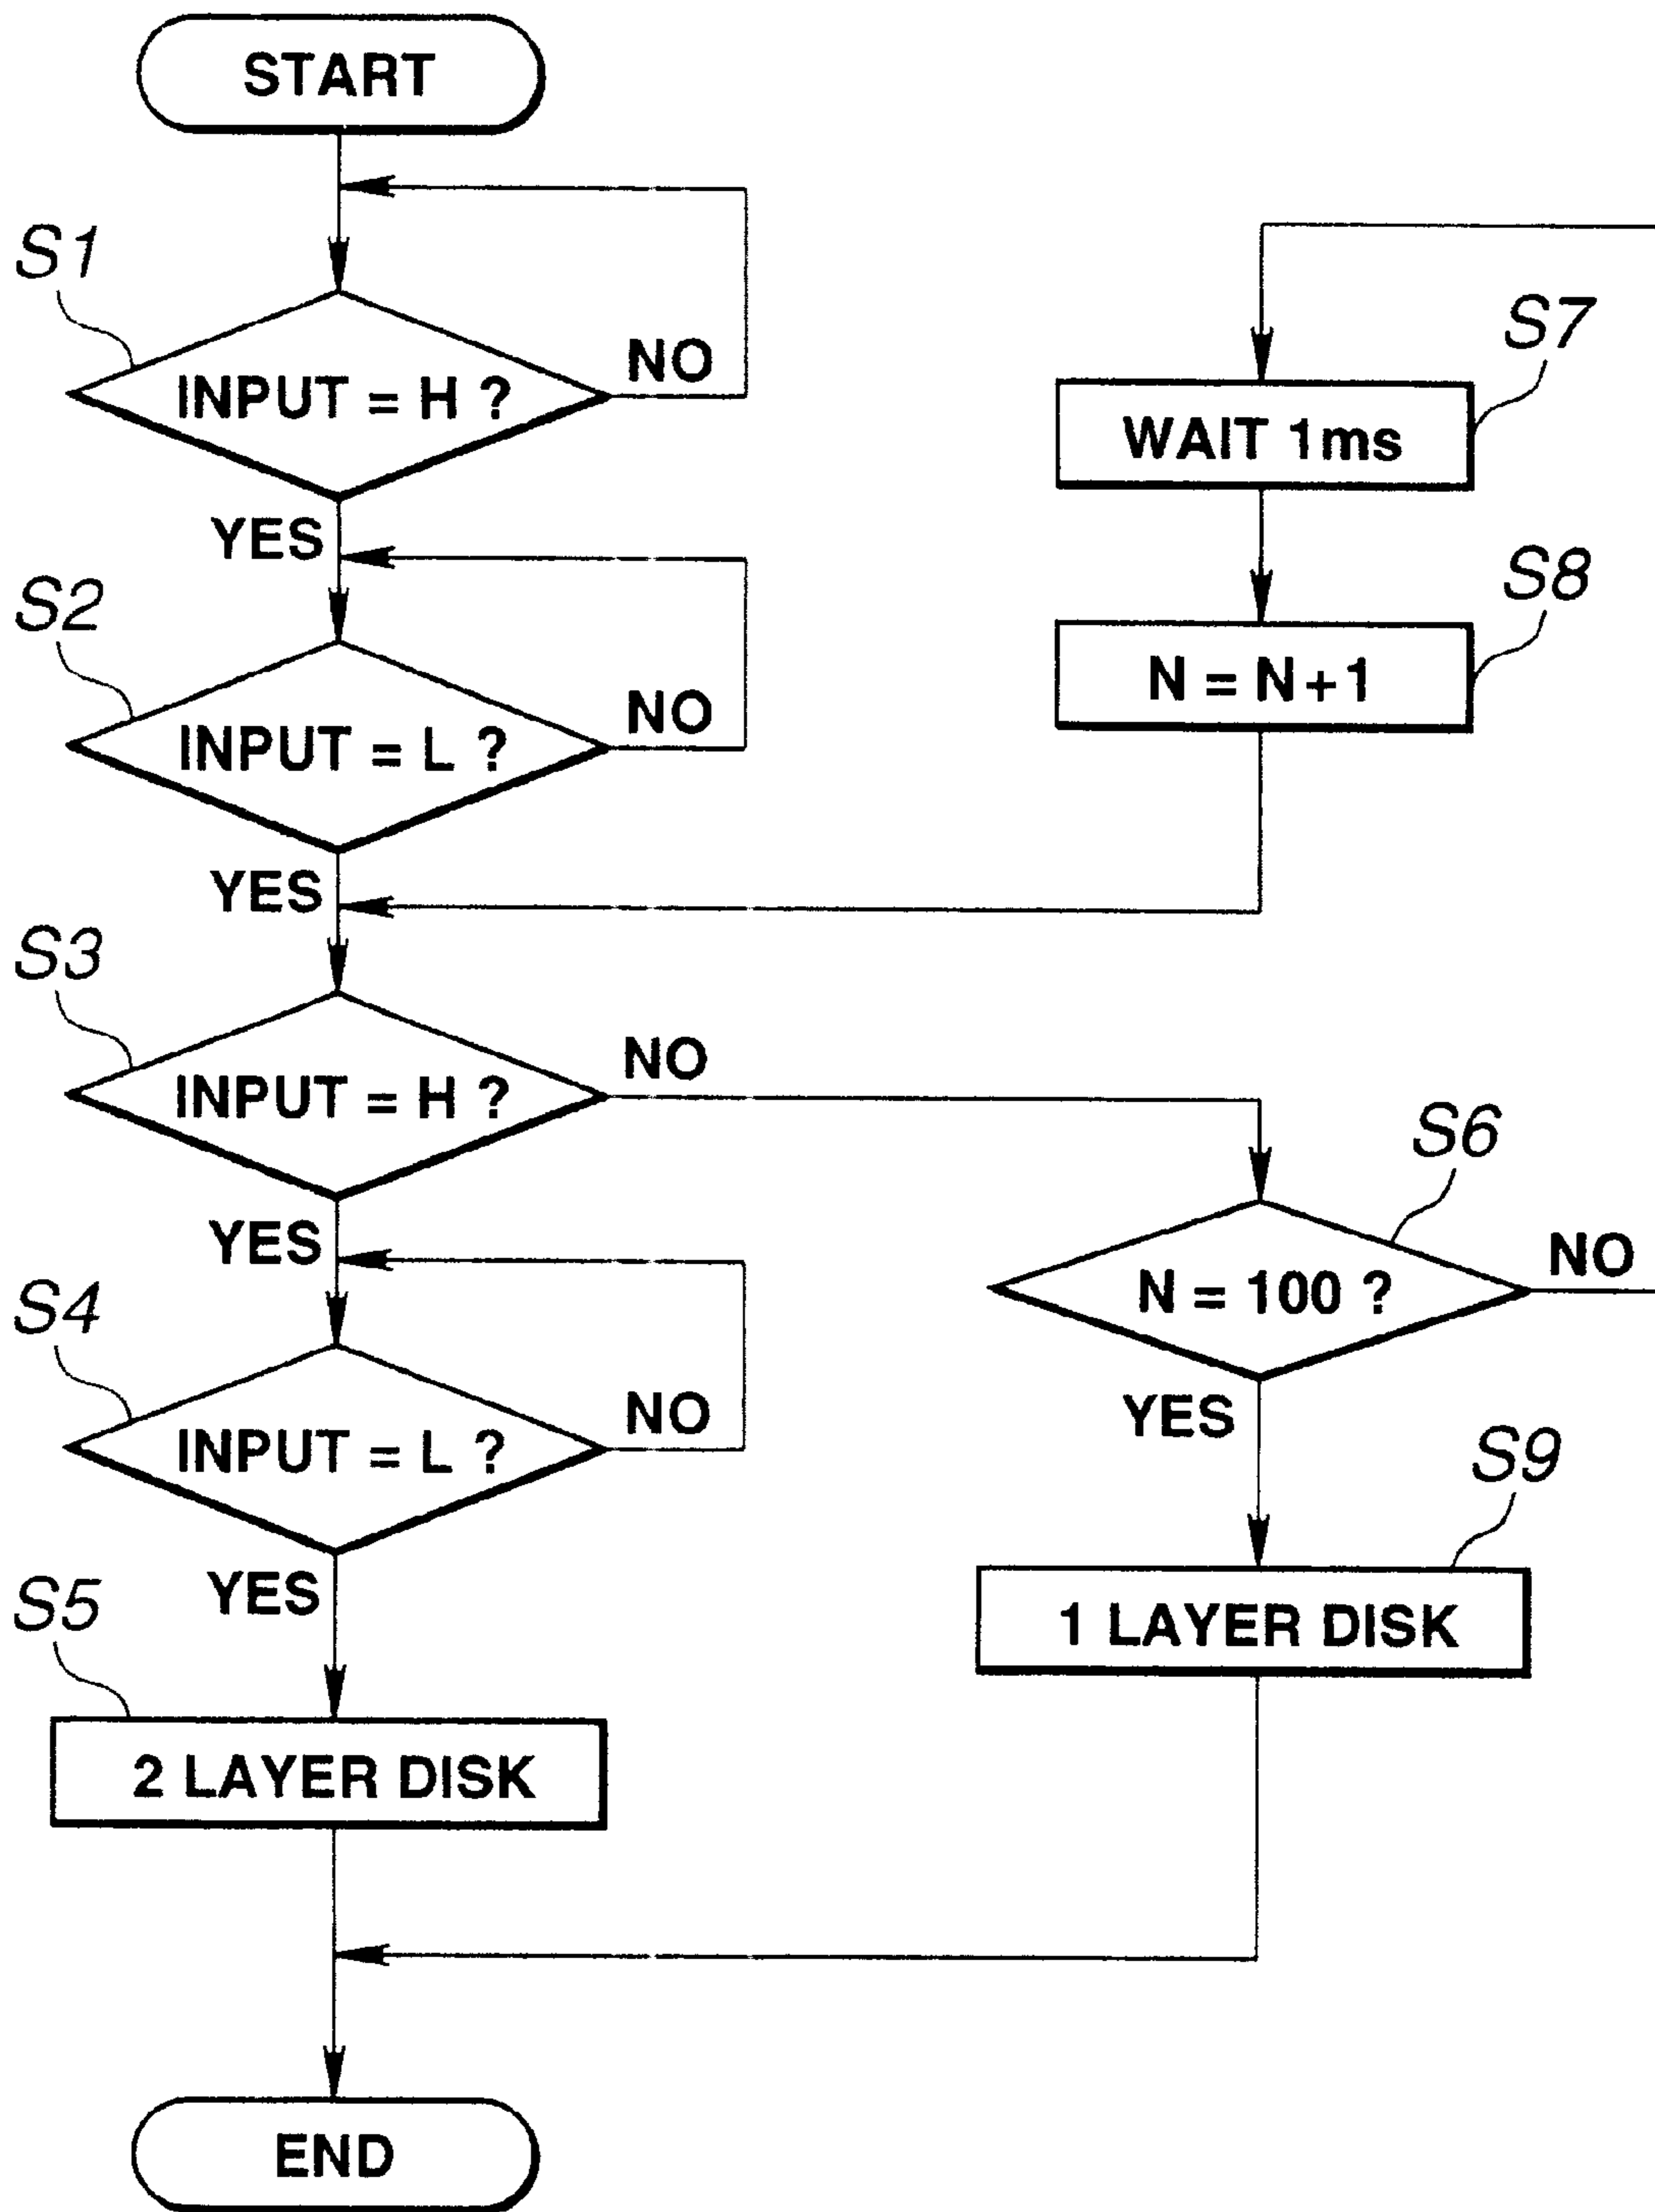 START
S1
INPUT = H ?
NO
YES
S2
INPUT = L ?
NO
YES
S3
INPUT = H ?
NO
YES
S4
INPUT = L ?
NO
YES
S5
2 LAYER DISK
END
S7
WAIT 1ms
S8
N = N+1
S6
N = 100 ?
NO
YES
S9
1 LAYER DISK